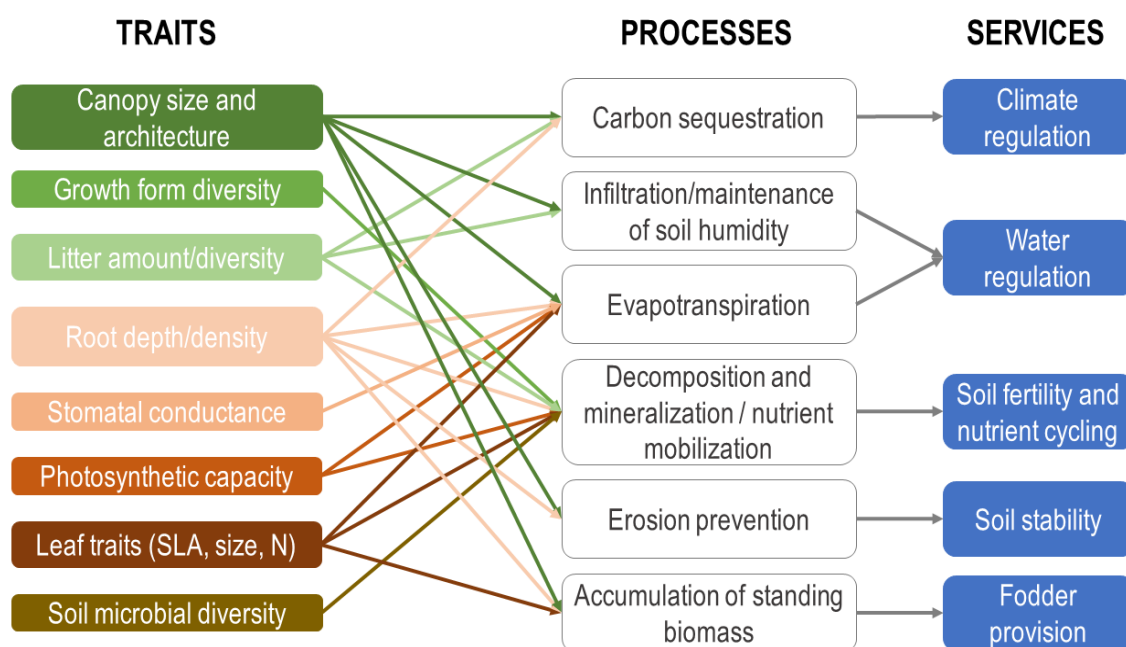 TRAITS
PROCESSES
SERVICES
Canopy size and
architecture
Growth form diversity
Litter amount/diversity
Root depth/density
Stomatal conductance
Photosynthetic capacity
Leaf traits (SLA, size, N)
Soil microbial diversity
Carbon sequestration
Infiltration/maintenance
of soil humidity
Evapotranspiration
Decomposition and
mineralization / nutrient
mobilization
Erosion prevention
Accumulation of standing
biomass
Climate
regulation
Water
regulation
Soil fertility and
nutrient cycling
Soil stability
Fodder
provision